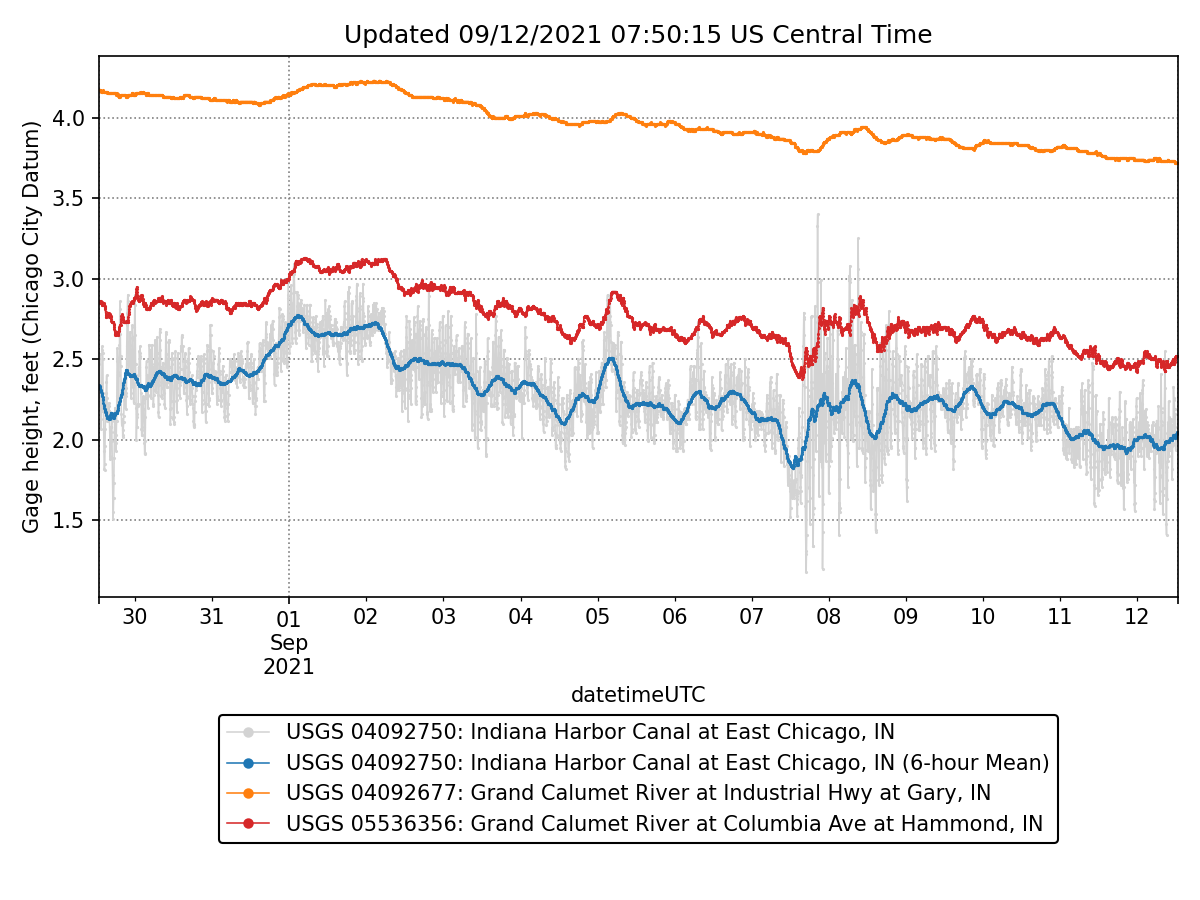 Updated 09/12/2021 07:50:15 US Central Time
Gage height, feet (Chicago City Datum)
4.0
3.5
3.0
2.5
2.0
1.5
30 31 01 02 03 04 05 06 07 08 09 10 11 12
Sep
2021
datetimeUTC
USGS 04092750: Indiana Harbor Canal at East Chicago, IN
USGS 04092750: Indiana Harbor Canal at East Chicago, IN (6-hour Mean)
USGS 04092677: Grand Calumet River at Industrial Hwy at Gary, IN
USGS 05536356: Grand Calumet River at Columbia Ave at Hammond, IN